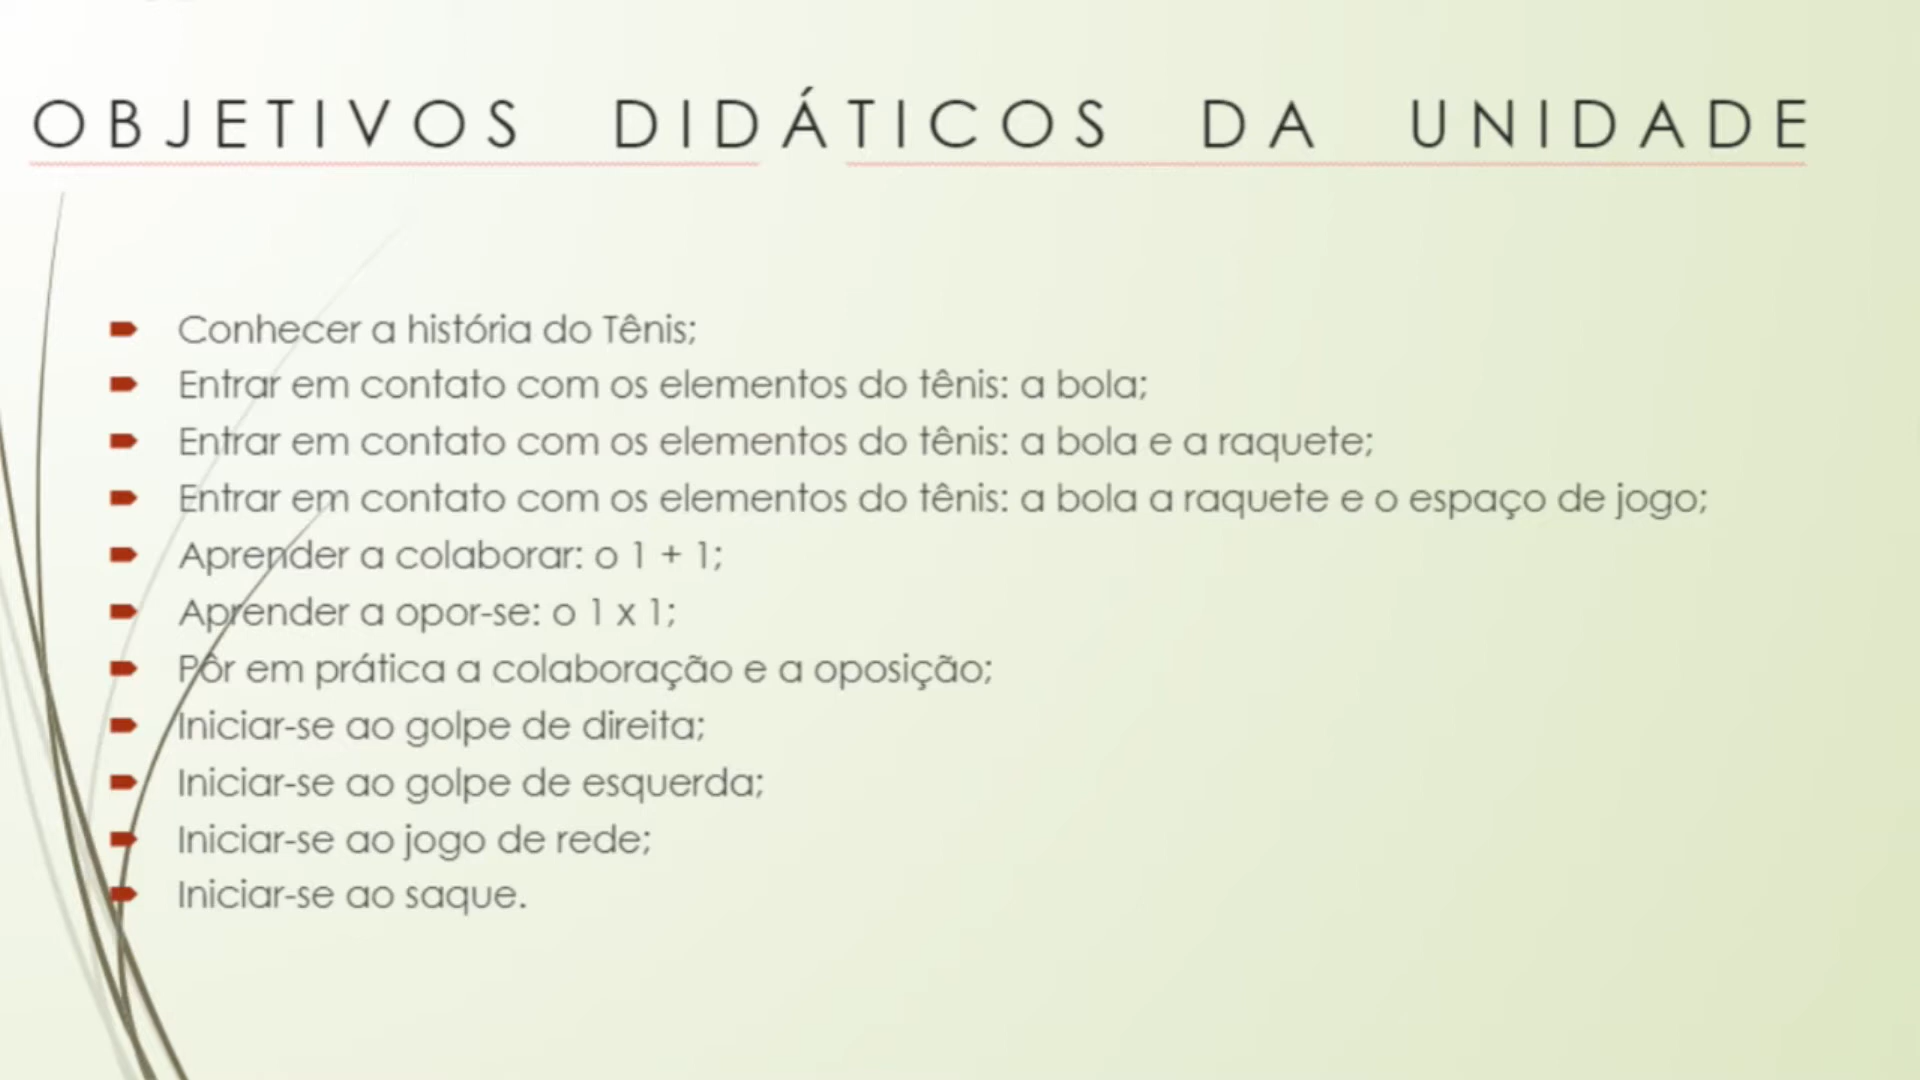 OBJETIVOS DIDÁTICOS DA UNIDADE
Conhecer a história do Tênis;
Entrar em contato com os elementos do tênis: a bola;
Entrar em contato com os elementos do tênis: a bola e a raquete;
Entrar em contato com os elementos do tênis: a bola a raquete e o espaço de jogo;
Aprender a colaborar: o 1 + 1;
Aprender a opor-se: o 1 x 1;
Pôr em prática a colaboração e a oposição;
Iniciar-se ao golpe de direita;
Iniciar-se ao golpe de esquerda;
Iniciar-se ao jogo de rede;
Iniciar-se ao saque.